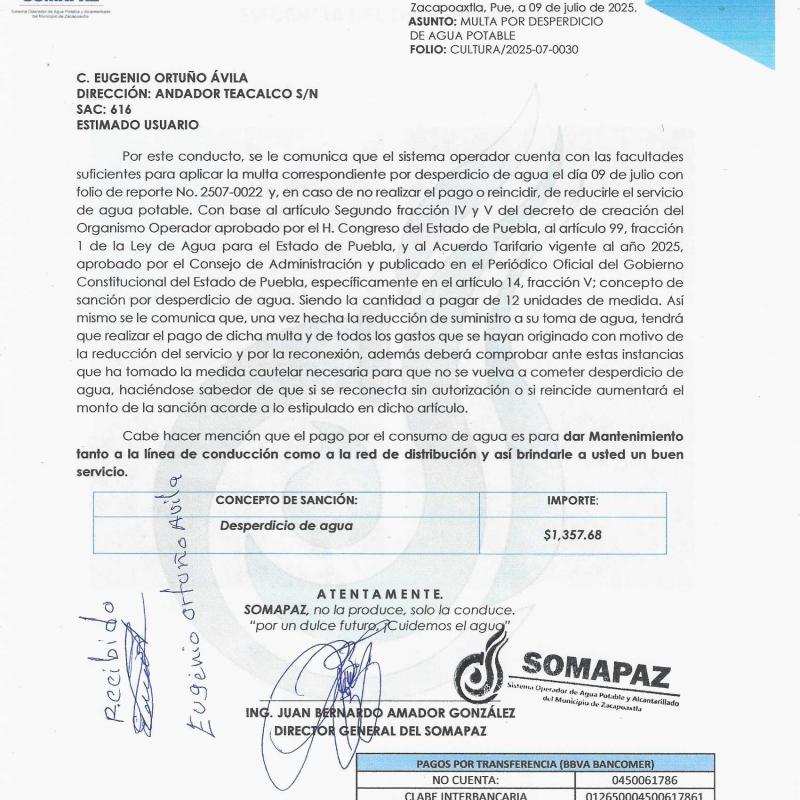 SOMAPAZ
Sistema Operador de Agua Potable y Alcantarillado
del Municipio de Zacapoaxtla
Zacapoaxtla, Pue, a 09 de julio de 2025.
ASUNTO: MULTA POR DESPERDICIO
DE AGUA POTABLE
FOLIO: CULTURA/2025-07-0030
C. EUGENIO ORTUÑO ÁVILA
DIRECCIÓN: ANDADOR TEACALCO S/N
SAC: 616
ESTIMADO USUARIO
Por este conducto, se le comunica que el sistema operador cuenta con las facultades
suficientes para aplicar la multa correspondiente por desperdicio de agua el día 09 de julio con
folio de reporte No. 2507-0022 y, en caso de no realizar el pago o reincidir, de reducirle el servicio
de agua potable. Con base al artículo Segundo fracción IV y V del decreto de creación del
Organismo Operador aprobado por el H. Congreso del Estado de Puebla, al artículo 99, fracción
1 de la Ley de Agua para el Estado de Puebla, y al Acuerdo Tarifario vigente al año 2025,
aprobado por el Consejo de Administración y publicado en el Periódico Oficial del Gobierno
Constitucional del Estado de Puebla, específicamente en el artículo 14, fracción V; concepto de
sanción por desperdicio de agua. Siendo la cantidad a pagar de 12 unidades de medida. Así
mismo se le comunica que, una vez hecha la reducción de suministro a su toma de agua, tendrá
que realizar el pago de dicha multa y de todos los gastos que se hayan originado con motivo de
la reducción del servicio y por la reconexión, además deberá comprobar ante estas instancias
que ha tomado la medida cautelar necesaria para que no se vuelva a cometer desperdicio de
agua, haciéndose sabedor de que si se reconecta sin autorización o si reincide aumentará el
monto de la sanción acorde a lo estipulado en dicho artículo.
Cabe hacer mención que el pago por el consumo de agua es para dar Mantenimiento
tanto a la línea de conducción como a la red de distribución y así brindarle a usted un buen
servicio.
CONCEPTO DE SANCIÓN: IMPORTE:
Desperdicio de agua $1,357.68
Recibido
Eugenio Ortuño Avila
ATENTAMENTE.
SOMAPAZ, no la produce, solo la conduce.
"por un dulce futuro, ¡Cuidemos el agua"
SOMAPAZ
Sistema Operador de Agua Potable y Alcantarillado
del Municipio de Zacapoaxtla
ING. JUAN BERNARDO AMADOR GONZÁLEZ
DIRECTOR GENERAL DEL SOMAPAZ
PAGOS POR TRANSFERENCIA (BBVA BANCOMER)
NO CUENTA: 0450061786
CLABE INTERBANCARIA 012650004500617861